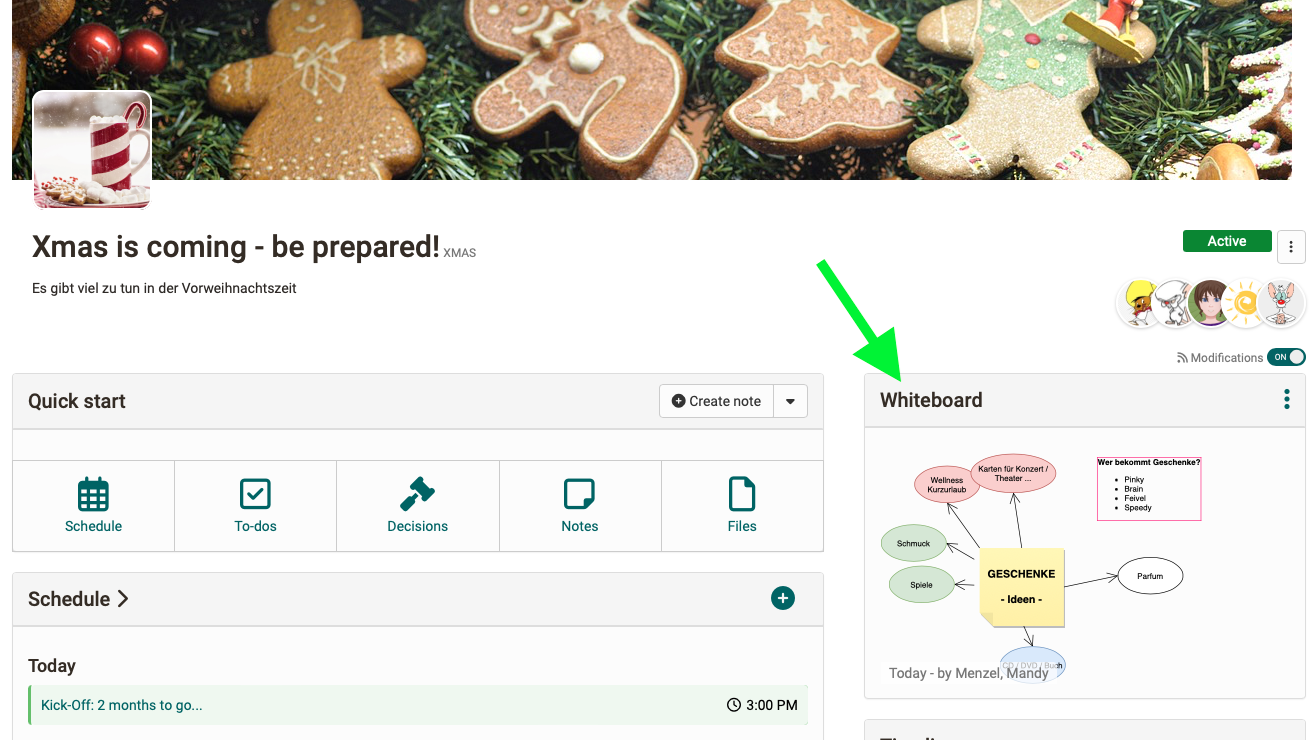 Xmas is coming - be prepared! XMAS
Active
Es gibt viel zu tun in der Vorweihnachtszeit
Modifications ON
Quick start
Create note
Schedule
To-dos
Decisions
Notes
Files
Schedule
Today
Kick-Off: 2 months to go...
3:00 PM
Whiteboard
Wellness
Kurzurlaub
Karten für Konzert /
Theater ...
Wer bekommt Geschenke?
Pinky
Brain
Feivel
Speedy
Schmuck
Spiele
GESCHENKE
- Ideen -
Parfum
CD / DVD / Buch
Today - by Menzel, Mandy